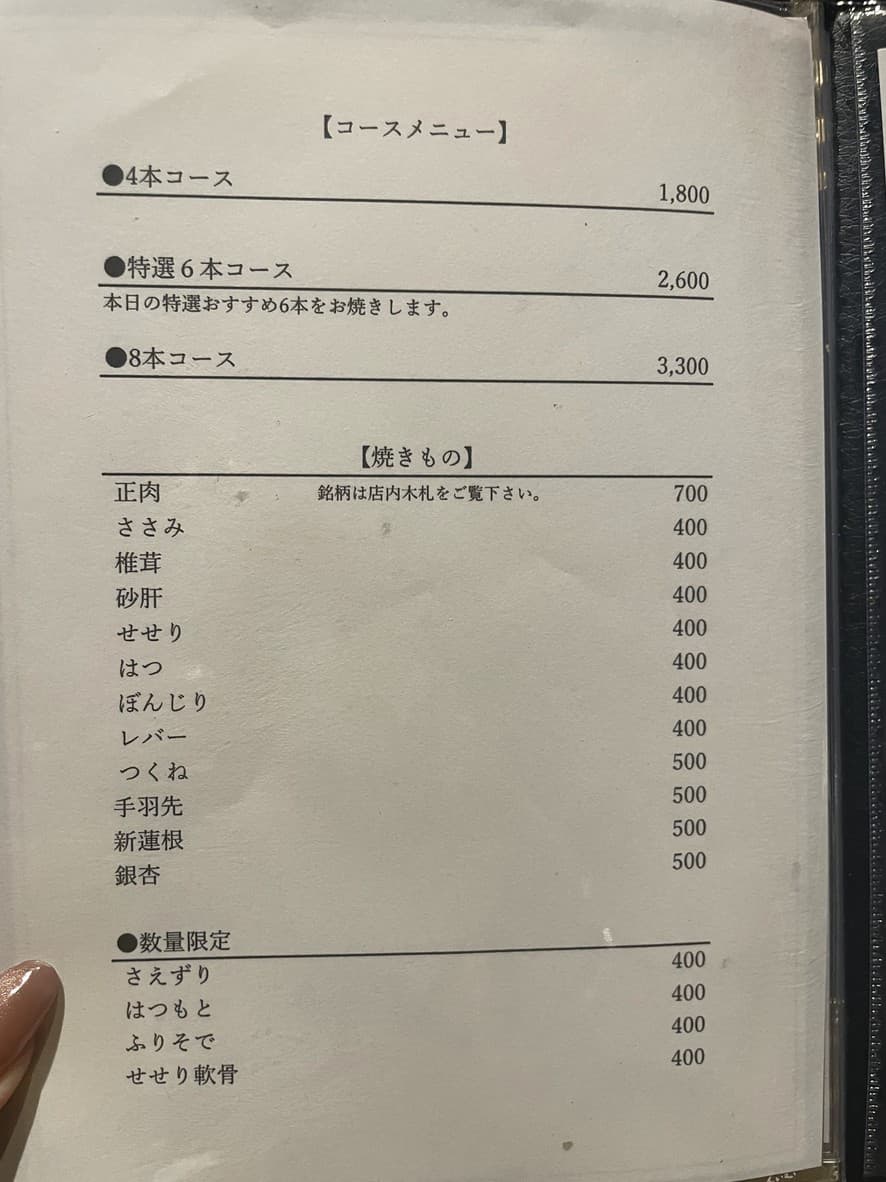 【コースメニュー】
●4本コース 1,800
●特選６本コース 2,600
本日の特選おすすめ6本をお焼きします。
●8本コース 3,300
【焼きもの】
正肉 銘柄は店内木札をご覧下さい。 700
ささみ 400
椎茸 400
砂肝 400
せせり 400
はつ 400
ぼんじり 400
レバー 400
つくね 500
手羽先 500
新蓮根 500
銀杏 500
●数量限定
さえずり 400
はつもと 400
ふりそで 400
せせり軟骨 400